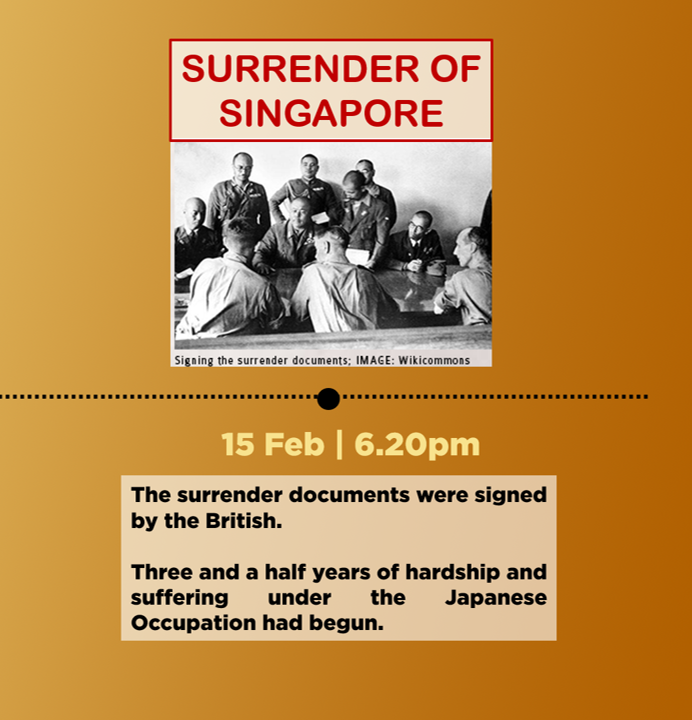 SURRENDER OF
SINGAPORE
Signing the surrender documents; IMAGE: Wikicommons
15 Feb | 6.20pm
The surrender documents were signed
by the British.
Three and a half years of hardship and
suffering under the Japanese
Occupation had begun.